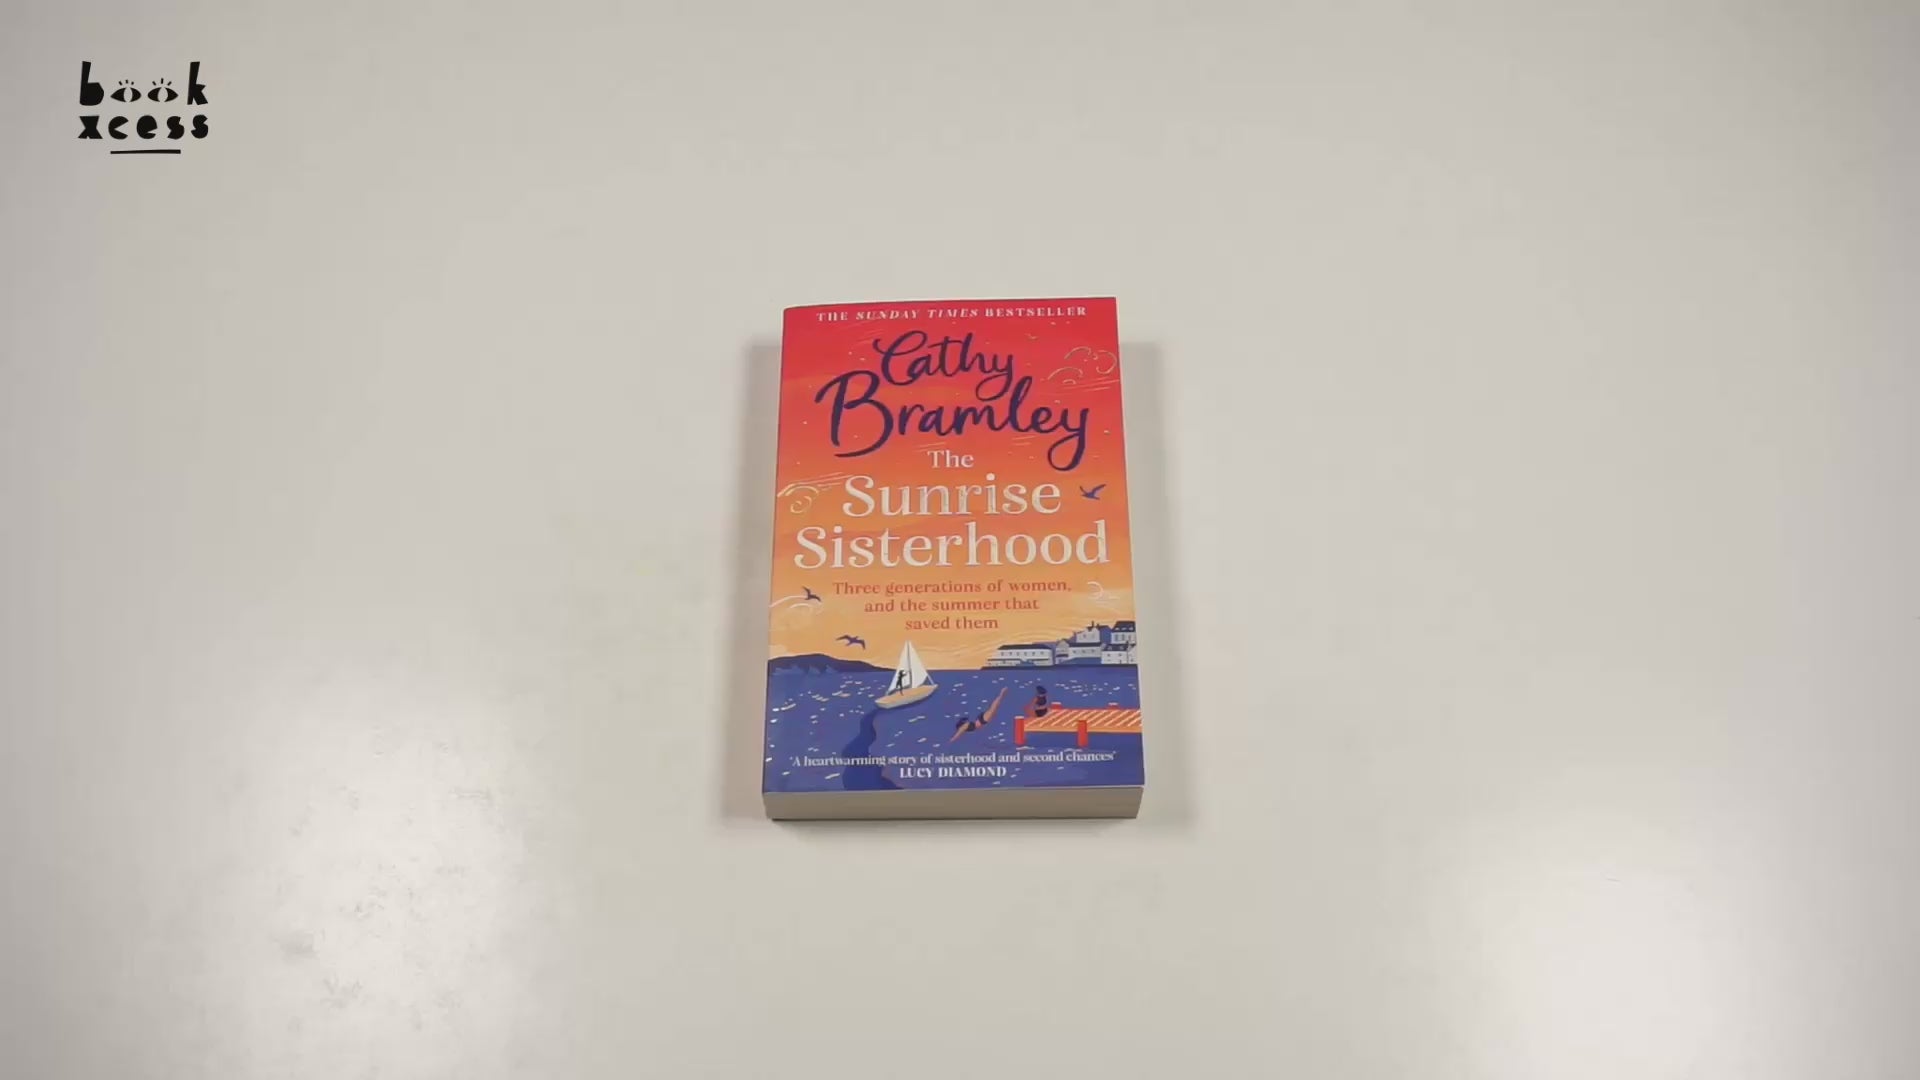 book
xcess
THE SUNDAY TIMES BESTSELLER
Cathy
Bramley
The
Sunrise
Sisterhood
Three generations of women,
and the summer that
saved them
'A heartwarming story of sisterhood and second chances'
LUCY DIAMOND